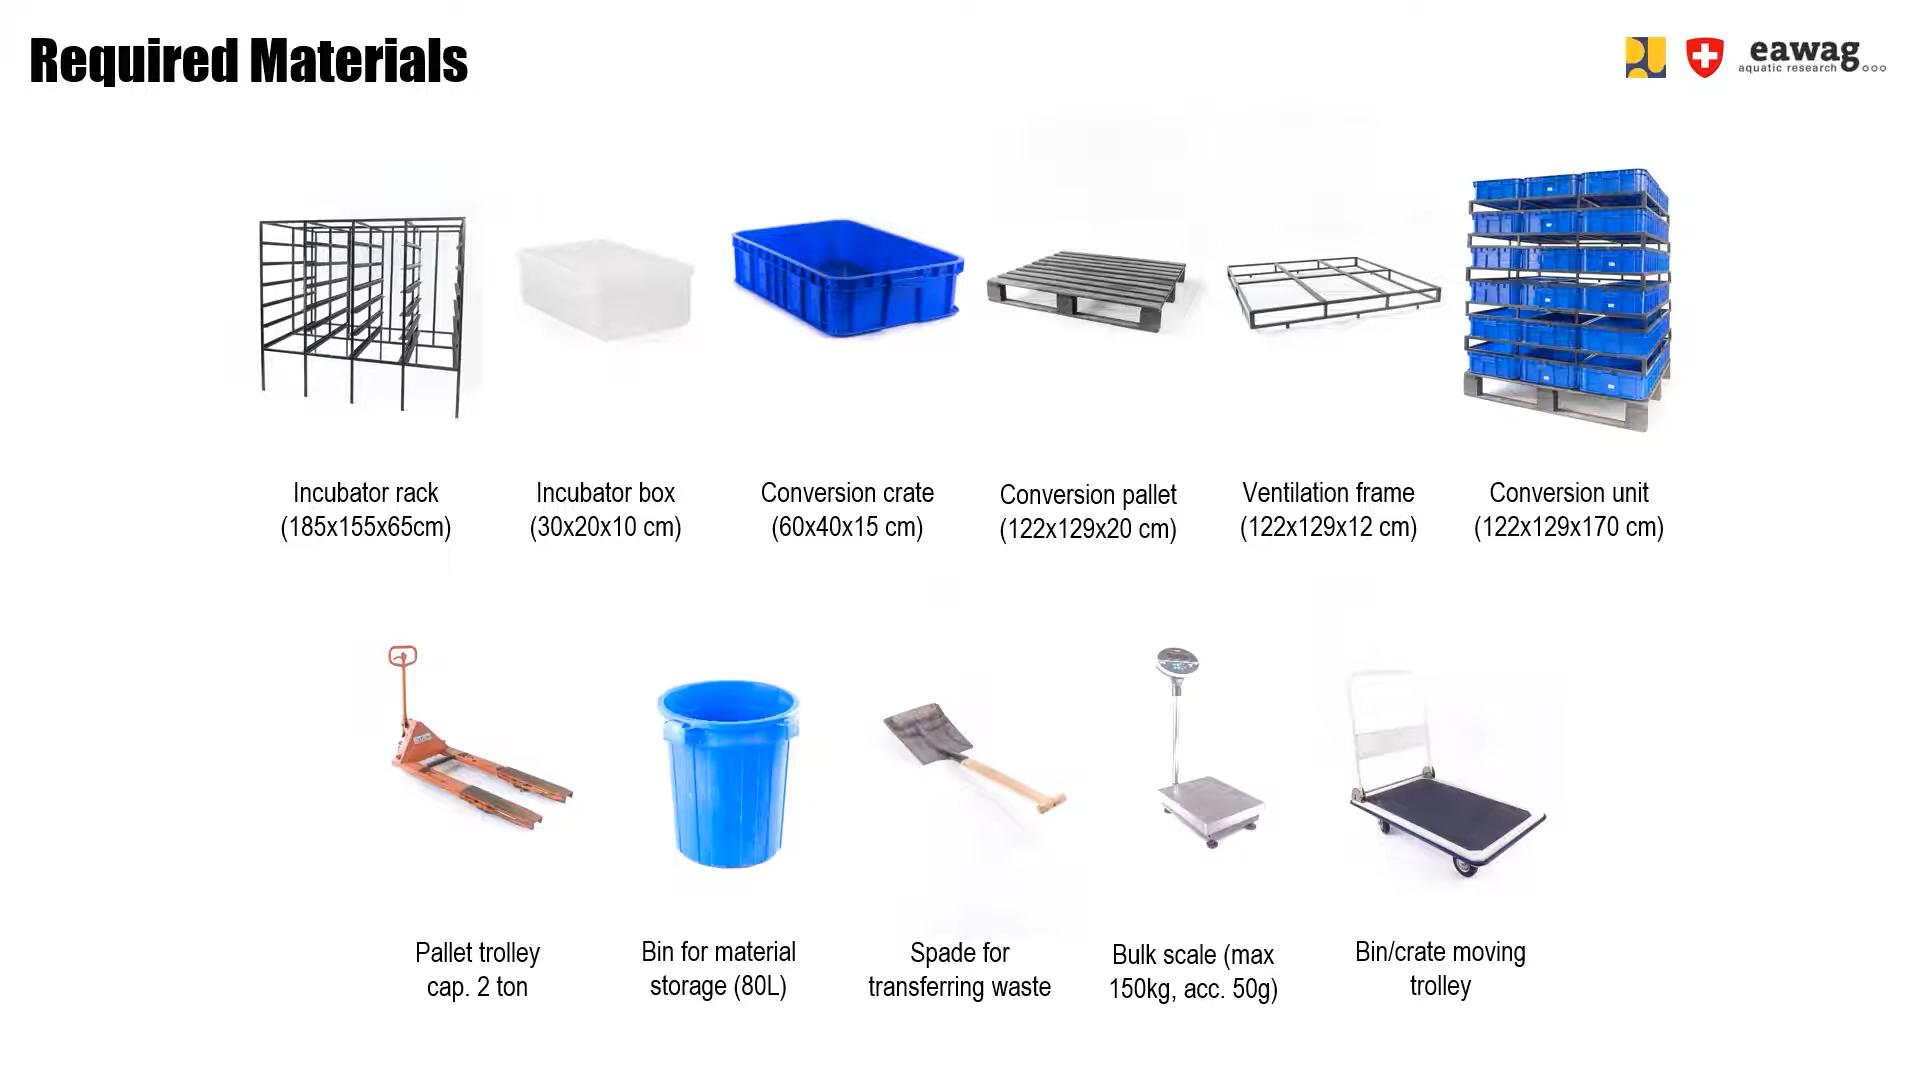 Required Materials
eawag
aquatic research
Incubator rack
(185x155x65cm)
Incubator box
(30x20x10 cm)
Conversion crate
(60x40x15 cm)
Conversion pallet
(122x129x20 cm)
Ventilation frame
(122x129x12 cm)
Conversion unit
(122x129x170 cm)
Pallet trolley
cap. 2 ton
Bin for material
storage (80L)
Spade for
transferring waste
Bulk scale (max
150kg, acc. 50g)
Bin/crate moving
trolley